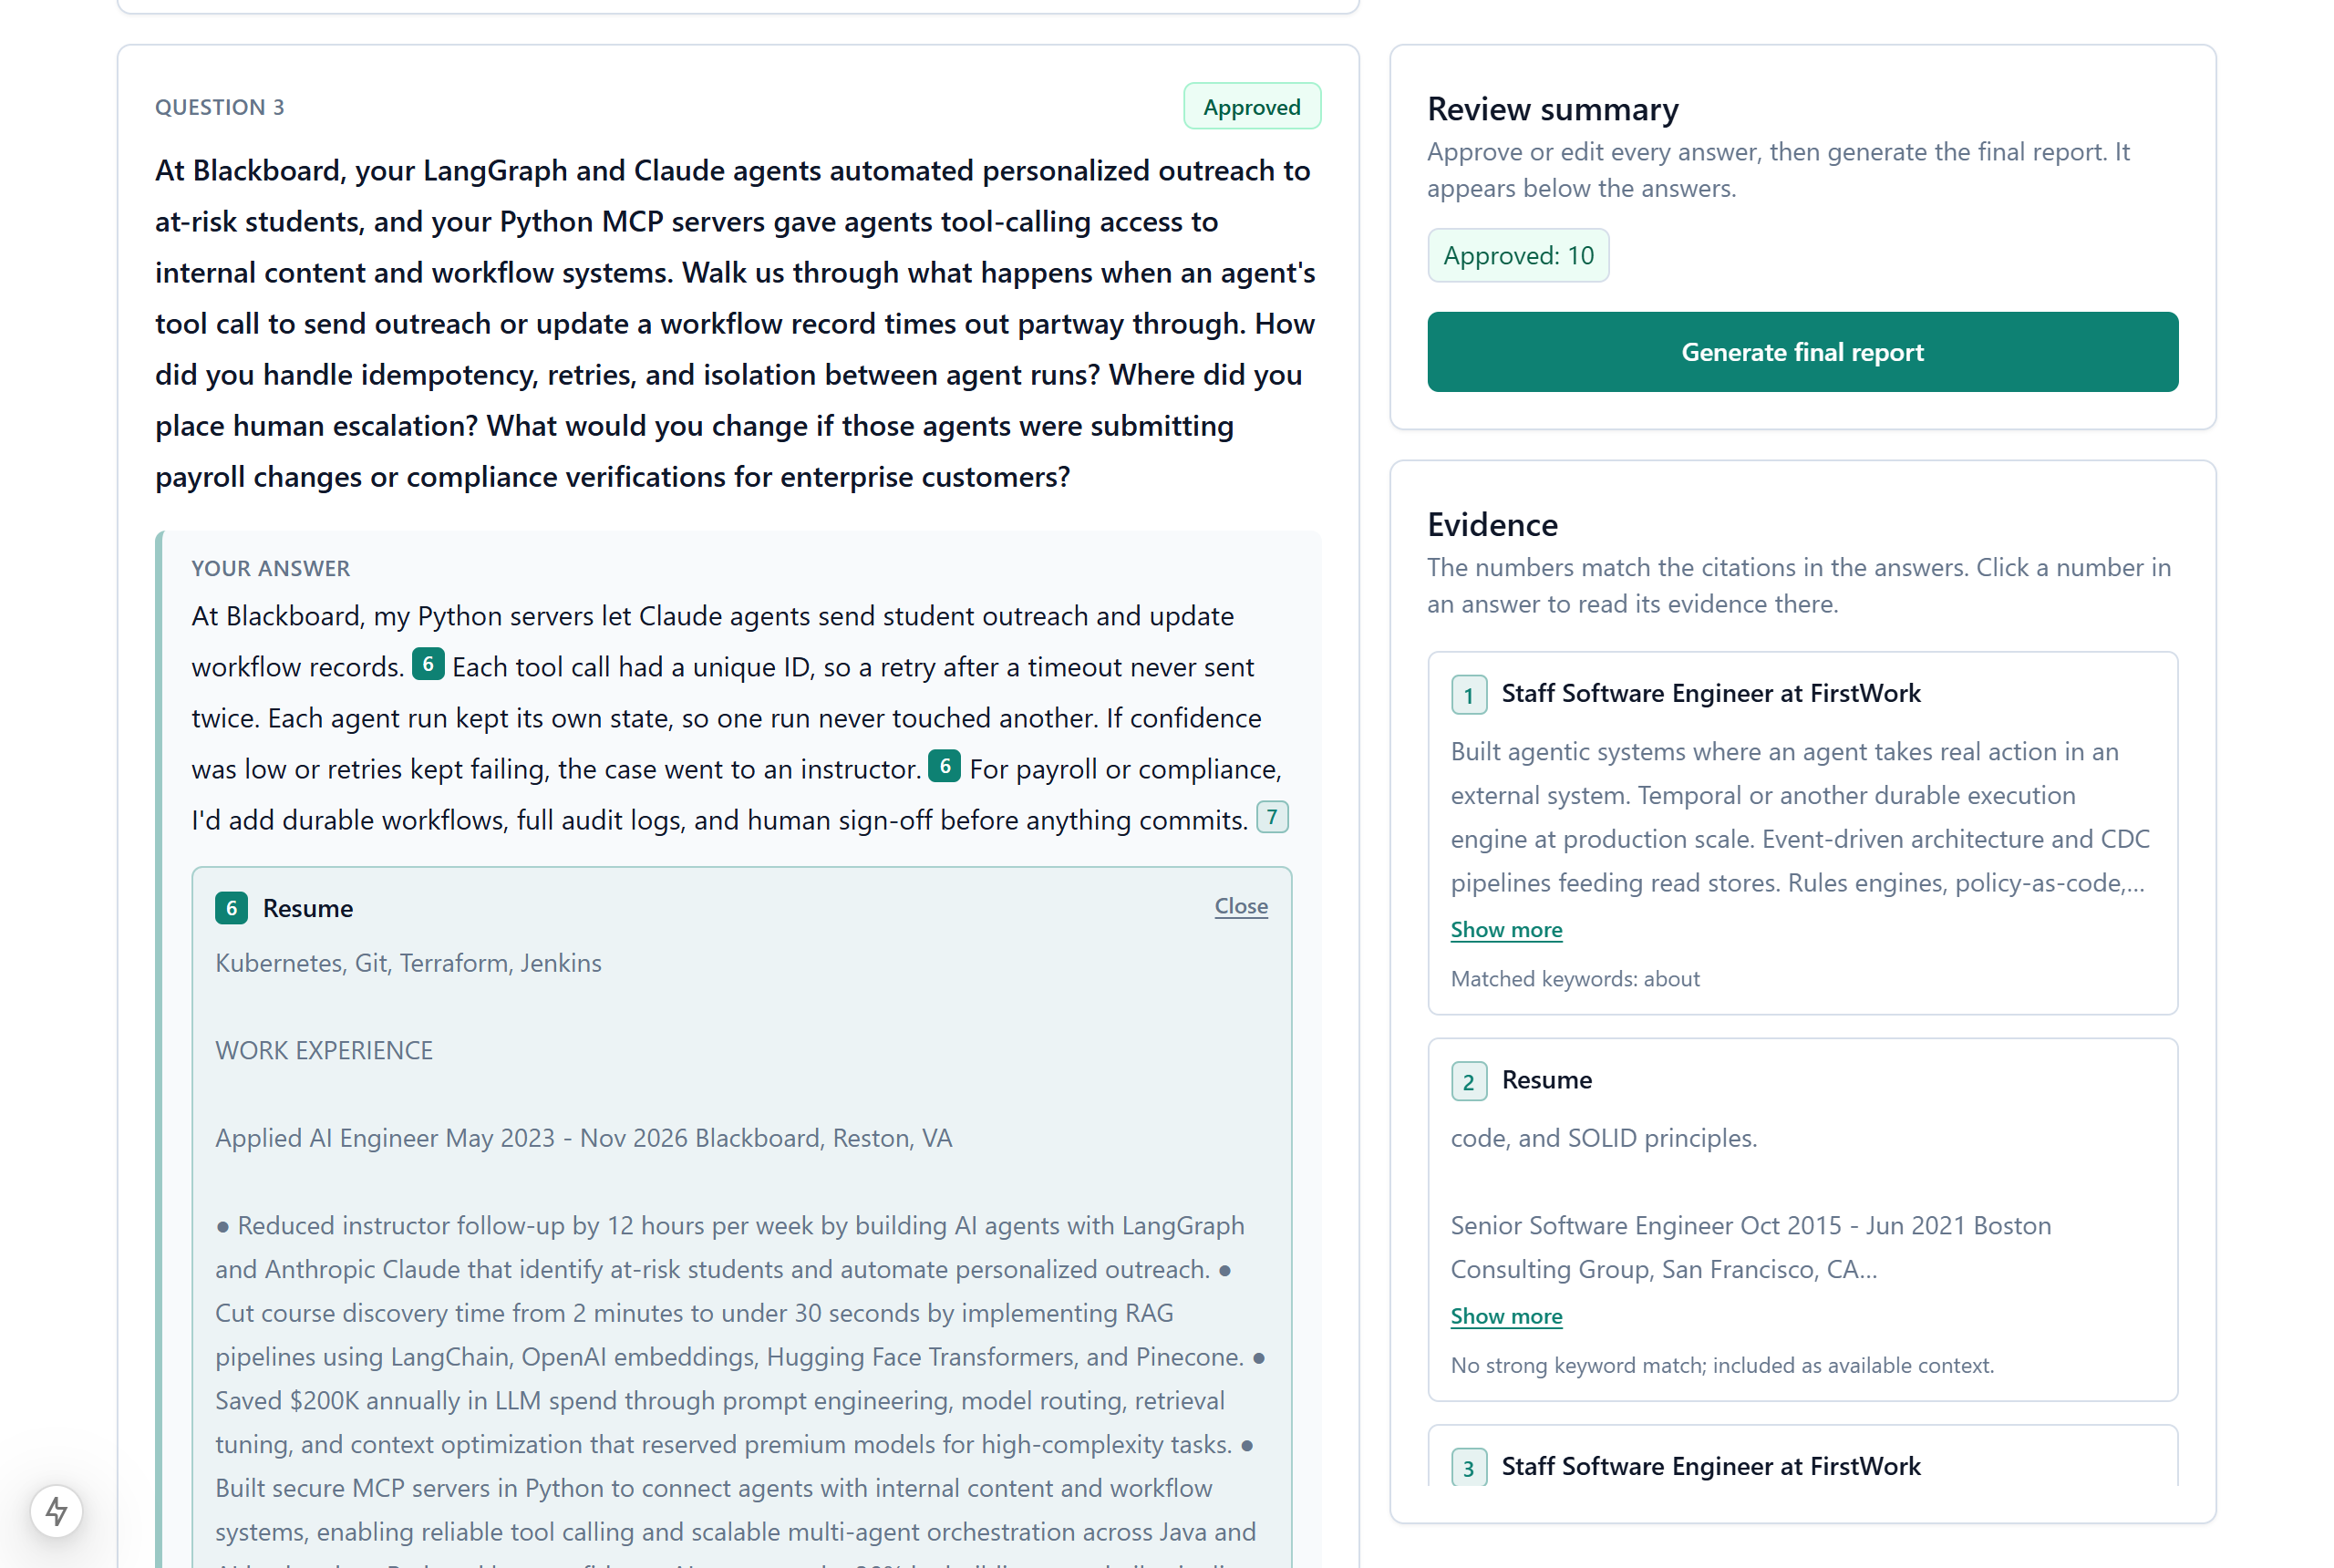 QUESTION 3
Approved
At Blackboard, your LangGraph and Claude agents automated personalized outreach to
at-risk students, and your Python MCP servers gave agents tool-calling access to
internal content and workflow systems. Walk us through what happens when an agent's
tool call to send outreach or update a workflow record times out partway through. How
did you handle idempotency, retries, and isolation between agent runs? Where did you
place human escalation? What would you change if those agents were submitting
payroll changes or compliance verifications for enterprise customers?
YOUR ANSWER
At Blackboard, my Python servers let Claude agents send student outreach and update
workflow records. 6 Each tool call had a unique ID, so a retry after a timeout never sent
twice. Each agent run kept its own state, so one run never touched another. If confidence
was low or retries kept failing, the case went to an instructor. 6 For payroll or compliance,
I'd add durable workflows, full audit logs, and human sign-off before anything commits. 7
6 Resume
Close
Kubernetes, Git, Terraform, Jenkins
WORK EXPERIENCE
Applied AI Engineer May 2023 - Nov 2026 Blackboard, Reston, VA
● Reduced instructor follow-up by 12 hours per week by building AI agents with LangGraph
and Anthropic Claude that identify at-risk students and automate personalized outreach. ●
Cut course discovery time from 2 minutes to under 30 seconds by implementing RAG
pipelines using LangChain, OpenAI embeddings, Hugging Face Transformers, and Pinecone. ●
Saved $200K annually in LLM spend through prompt engineering, model routing, retrieval
tuning, and context optimization that reserved premium models for high-complexity tasks. ●
Built secure MCP servers in Python to connect agents with internal content and workflow
systems, enabling reliable tool calling and scalable multi-agent orchestration across Java and
Review summary
Approve or edit every answer, then generate the final report. It
appears below the answers.
Approved: 10
Generate final report
Evidence
The numbers match the citations in the answers. Click a number in
an answer to read its evidence there.
1 Staff Software Engineer at FirstWork
Built agentic systems where an agent takes real action in an
external system. Temporal or another durable execution
engine at production scale. Event-driven architecture and CDC
pipelines feeding read stores. Rules engines, policy-as-code,...
Show more
Matched keywords: about
2 Resume
code, and SOLID principles.
Senior Software Engineer Oct 2015 - Jun 2021 Boston
Consulting Group, San Francisco, CA...
Show more
No strong keyword match; included as available context.
3 Staff Software Engineer at FirstWork